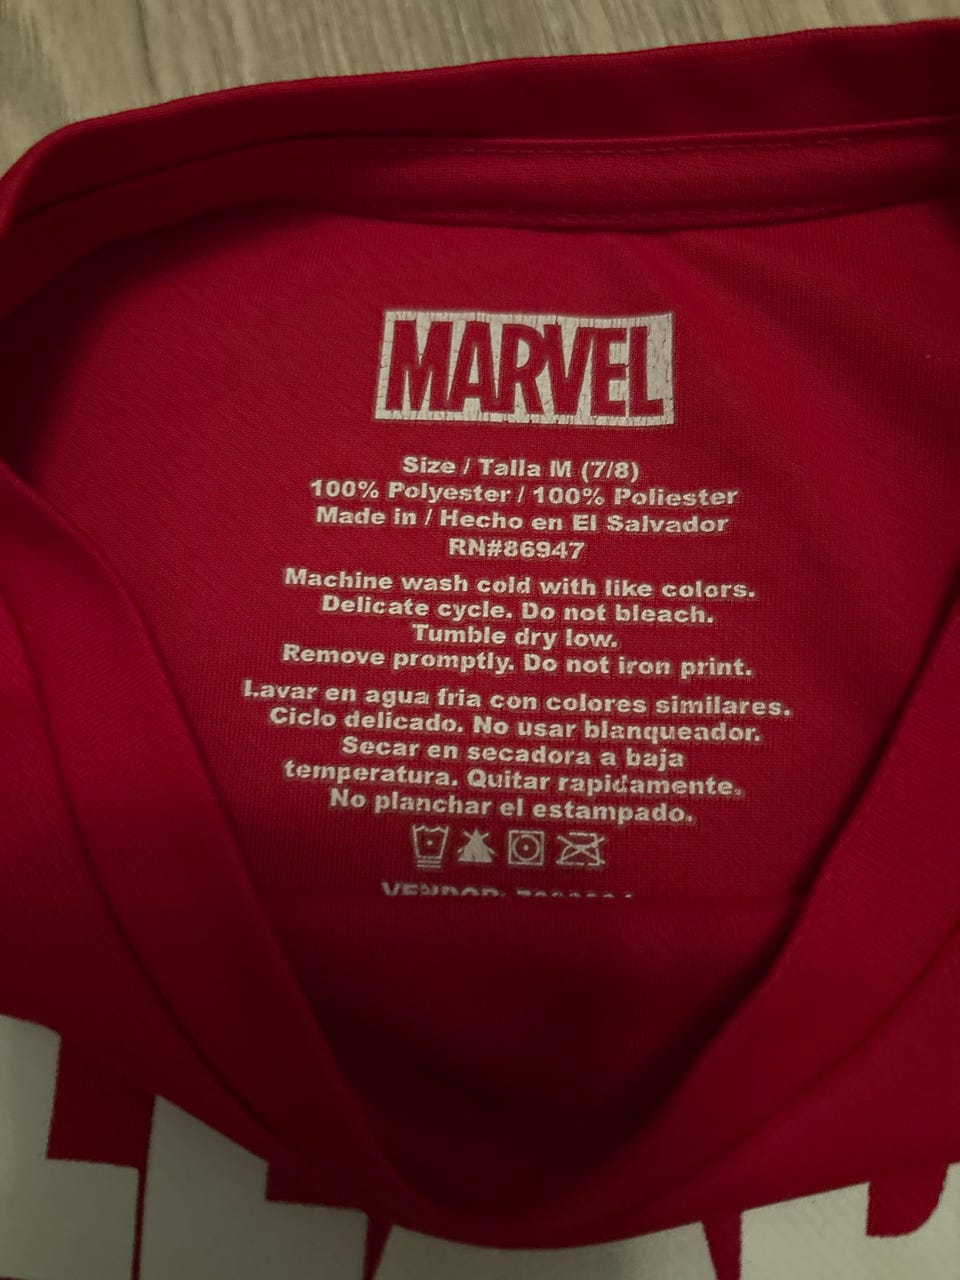 MARVEL
Size / Talla M (7/8)
100% Polyester / 100% Poliester
Made in / Hecho en El Salvador
RN#86947
Machine wash cold with like colors.
Delicate cycle. Do not bleach.
Tumble dry low.
Remove promptly. Do not iron print.
Lavar en agua fria con colores similares.
Ciclo delicado. No usar blanqueador.
Secar en secadora a baja
temperatura. Quitar rapidamente.
No planchar el estampado.
VENDOR: